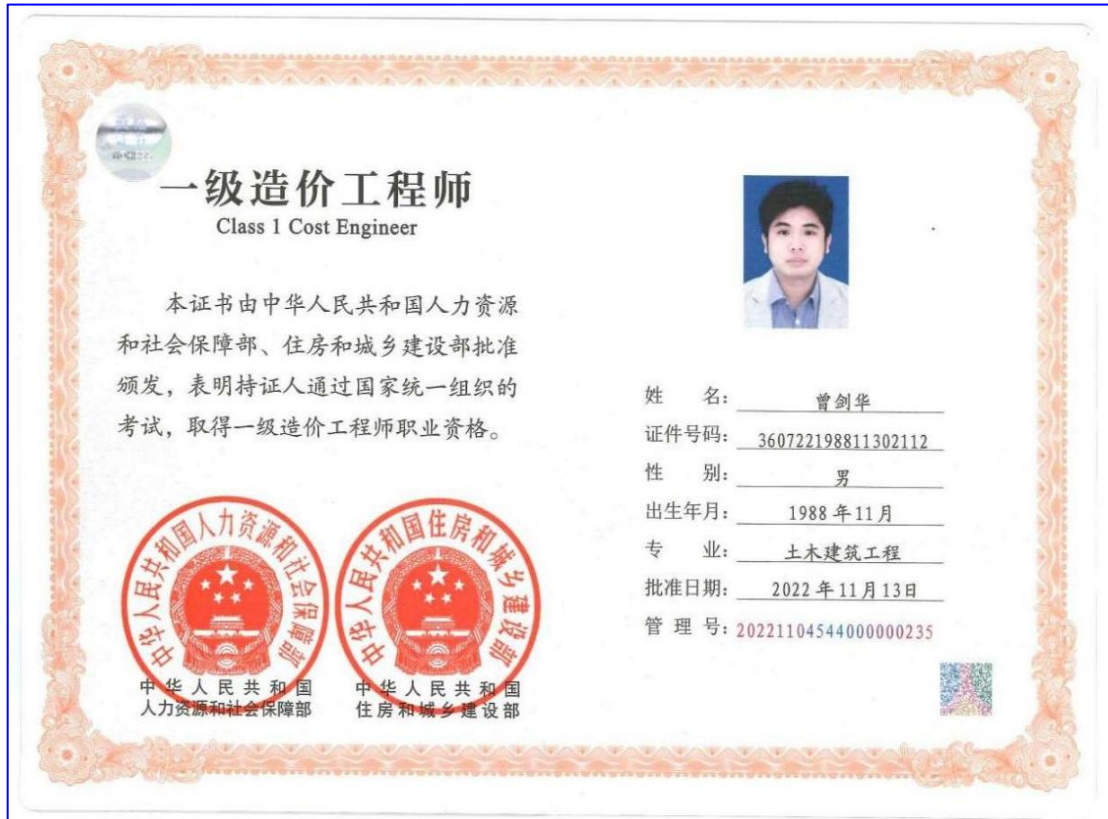 一级造价工程师
Class 1 Cost Engineer
本证书由中华人民共和国人力资源
和社会保障部、住房和城乡建设部批准
颁发，表明持证人通过国家统一组织的
考试，取得一级造价工程师职业资格。
中华人民共和国人力资源和社会保障部
中华人民共和国住房和城乡建设部
中华人民共和国
人力资源和社会保障部
中华人民共和国
住房和城乡建设部
姓 名：曾剑华
证件号码：360722198811302112
性 别：男
出生年月：1988年11月
专 业：土木建筑工程
批准日期：2022年11月13日
管 理 号：20221104544000000235